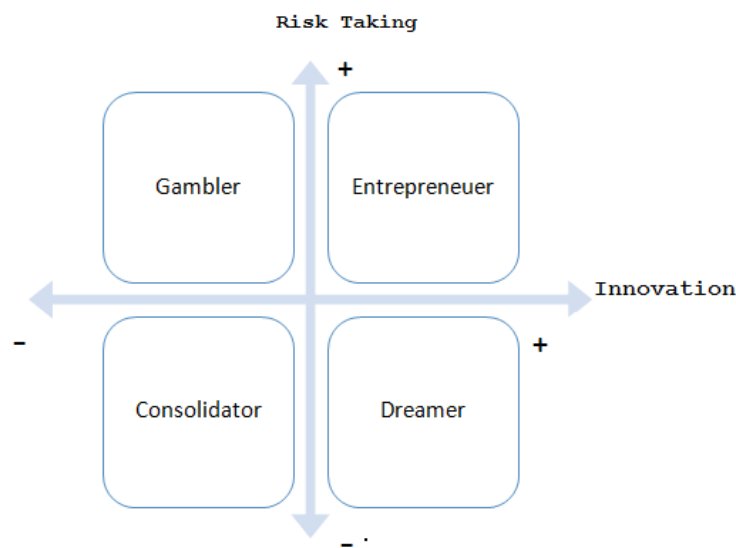 Risk Taking
+
Gambler
Entrepreneuer
Innovation
-
+
Consolidator
Dreamer
- .